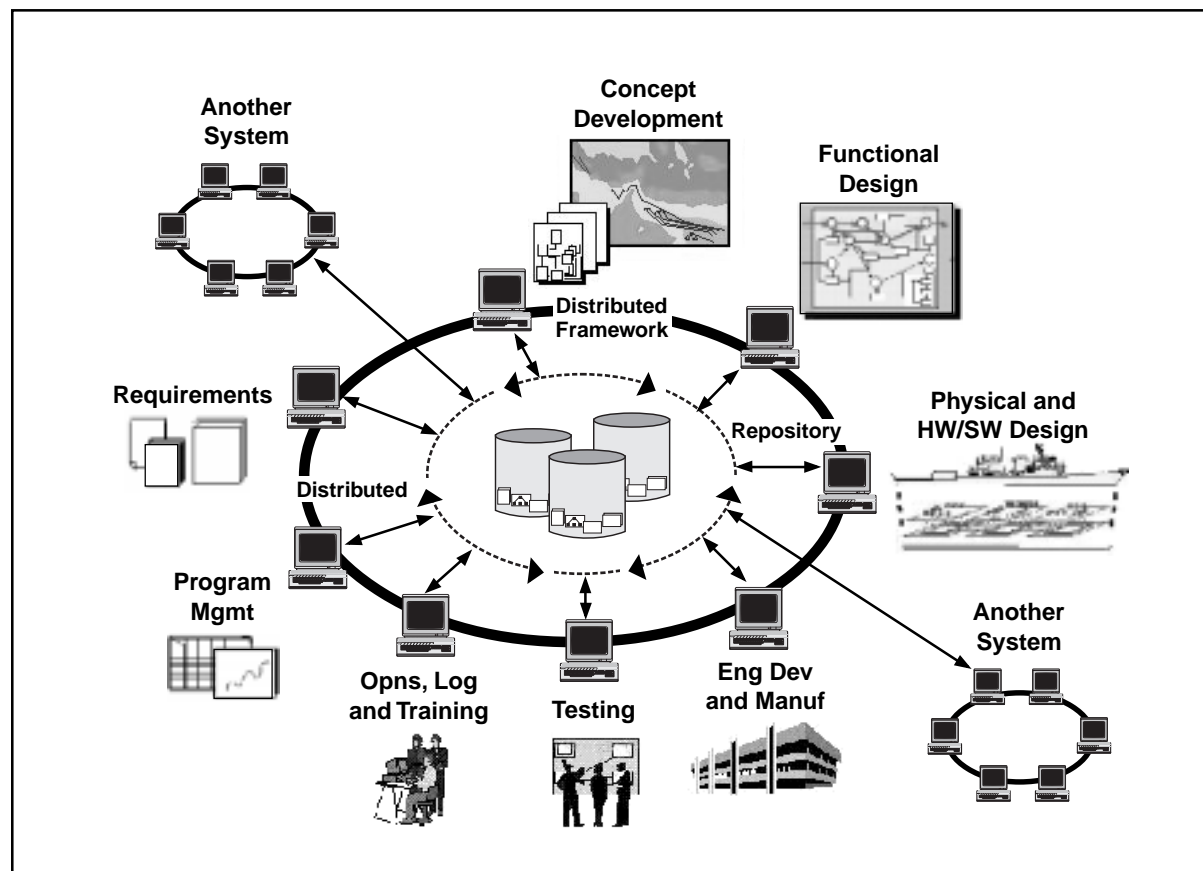 Concept
Development
Another
System
Functional
Design
Distributed
Framework
Requirements
Physical and
HW/SW Design
Repository
Distributed
Program
Mgmt
Another
System
Opns, Log
and Training
Testing
Eng Dev
and Manuf